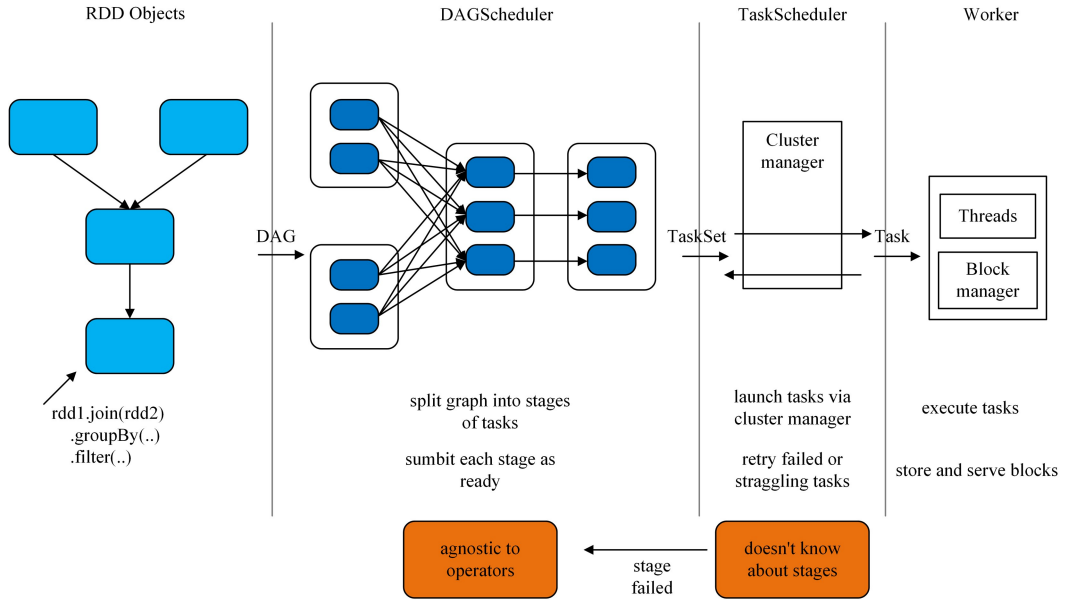 RDD Objects
DAGScheduler
TaskScheduler
Worker
DAG
TaskSet
Cluster
manager
Task
Threads
Block
manager
rdd1.join(rdd2)
.groupBy(..)
.filter(..)
split graph into stages
of tasks
sumbit each stage as
ready
launch tasks via
cluster manager
retry failed or
straggling tasks
execute tasks
store and serve blocks
agnostic to
operators
stage
failed
doesn't know
about stages